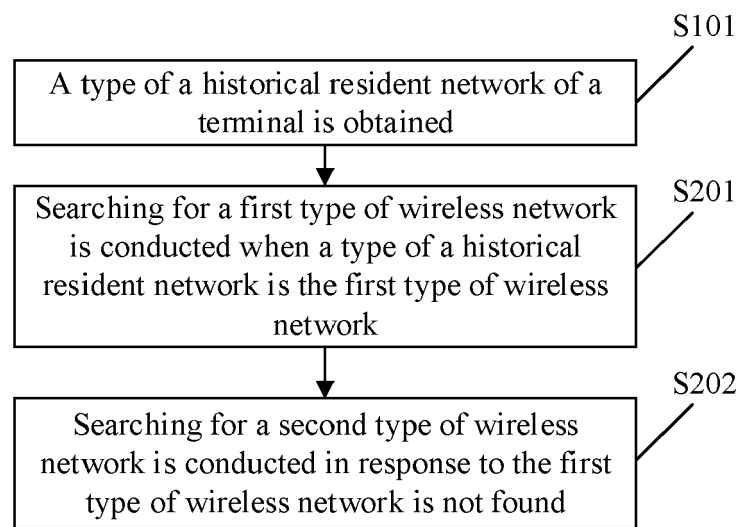 S101
A type of a historical resident network of a
terminal is obtained
S201
Searching for a first type of wireless network
is conducted when a type of a historical
resident network is the first type of wireless
network
S202
Searching for a second type of wireless
network is conducted in response to the first
type of wireless network is not found